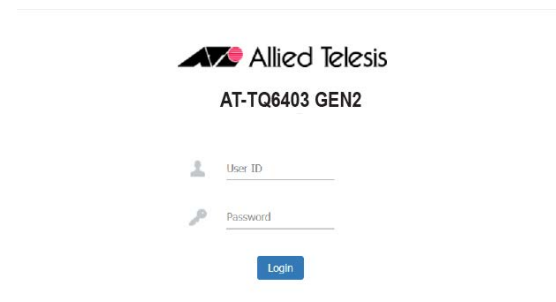 Allied Telesis
AT-TQ6403 GEN2
User ID
Password
Login